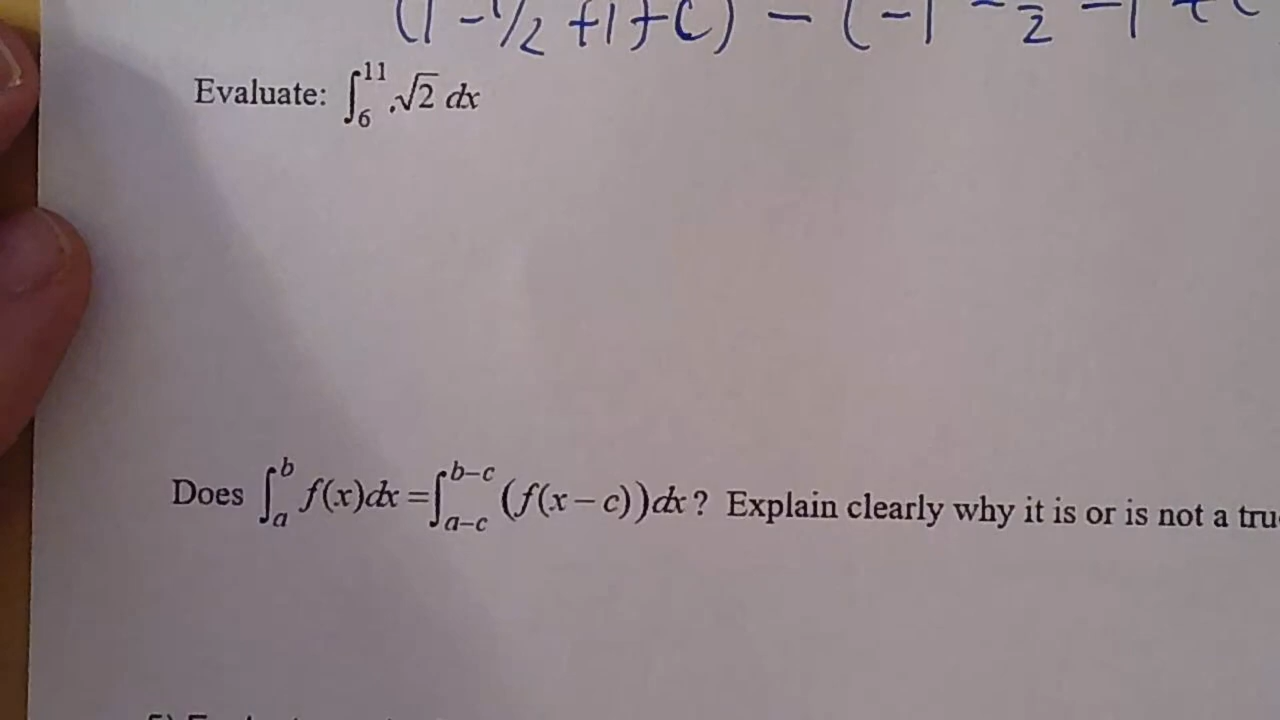 (1 - 1/2 + 1 + C) - (-1 - 2 - 1 + C
Evaluate: ∫₆¹¹ √2 dx
Does ∫ₐᵇ f(x)dx = ∫_{a-c}^{b-c} (f(x-c))dx? Explain clearly why it is or is not a tru